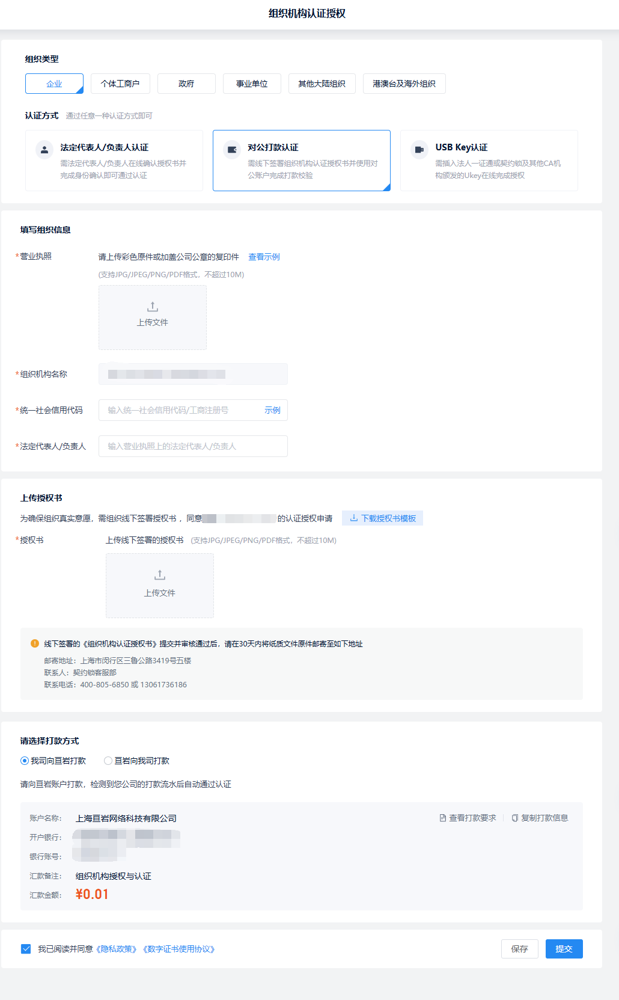 组织机构认证授权
组织类型
企业 个体工商户 政府 事业单位 其他大陆组织 港澳台及海外组织
认证方式 通过任意一种认证方式即可
法定代表人/负责人认证
需法定代表人/负责人在线确认授权书并
完成身份确认即可通过认证
对公打款认证
需线下签署组织机构认证授权书并使用对
公账户完成打款校验
USB Key认证
需插入法人一证通或契约锁及其他CA机
构颁发的Ukey在线完成授权
填写组织信息
*营业执照 请上传彩色原件或加盖公司公章的复印件 查看示例
(支持JPG/JPEG/PNG/PDF格式，不超过10M)
上传文件
*组织机构名称
*统一社会信用代码 输入统一社会信用代码/工商注册号 示例
*法定代表人/负责人 输入营业执照上的法定代表人/负责人
上传授权书
为确保组织真实意愿，需组织线下签署授权书 ，同意 的认证授权申请 下载授权书模板
*授权书 上传线下签署的授权书 (支持JPG/JPEG/PNG/PDF格式，不超过10M)
上传文件
线下签署的《组织机构认证授权书》提交并审核通过后，请在30天内将纸质文件原件邮寄至如下地址
邮寄地址：上海市闵行区三鲁公路3419号五楼
联系人：契约锁客服部
联系电话：400-805-6850 或 13061736186
请选择打款方式
我司向亘岩打款 亘岩向我司打款
请向亘岩账户打款，检测到您公司的打款流水后自动通过认证
账户名称： 上海亘岩网络科技有限公司 查看打款要求 复制打款信息
开户银行：
银行账号：
汇款备注： 组织机构授权与认证
汇款金额： ¥0.01
我已阅读并同意《隐私政策》《数字证书使用协议》 保存 提交